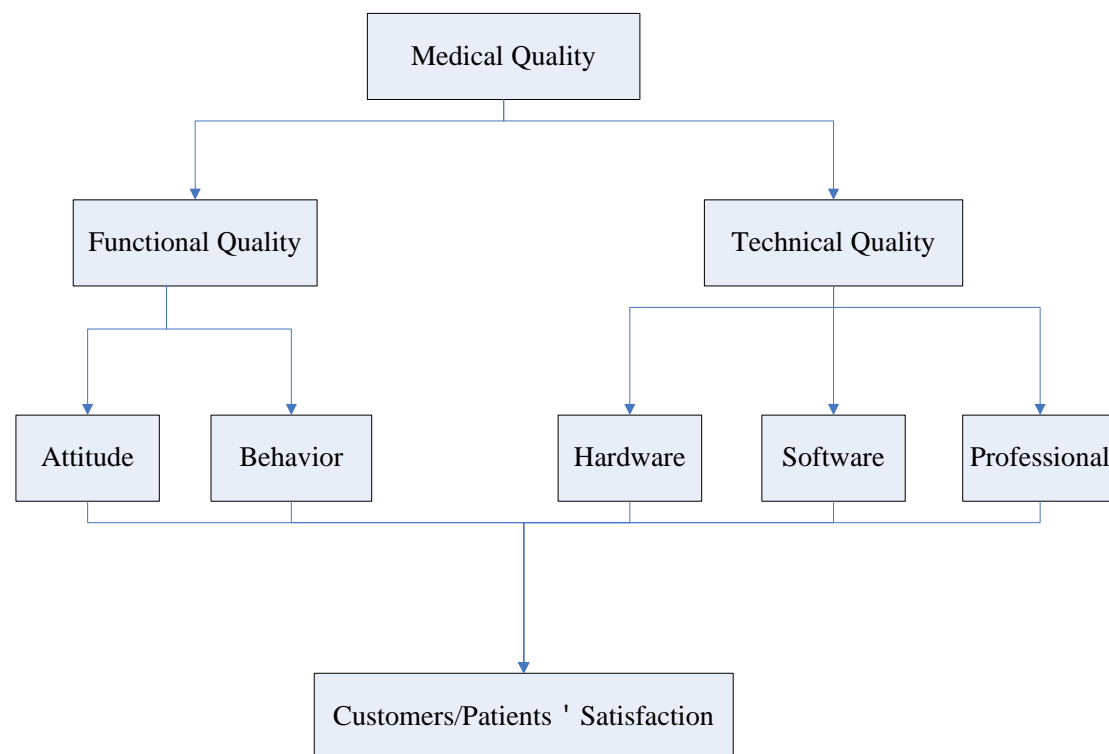 Medical Quality
Functional Quality
Technical Quality
Attitude
Behavior
Hardware
Software
Professional
Customers/Patients ' Satisfaction